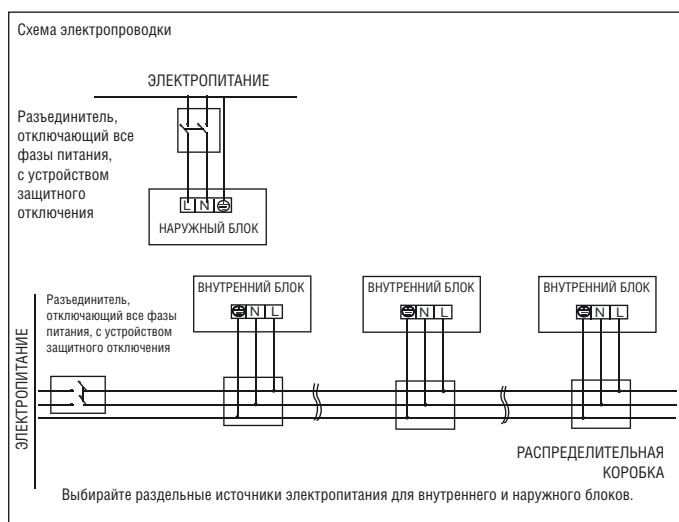 Схема электропроводки
ЭЛЕКТРОПИТАНИЕ
Разъединитель,
отключающий все
фазы питания,
с устройством
защитного
отключения
L N
НАРУЖНЫЙ БЛОК
ЭЛЕКТРОПИТАНИЕ
Разъединитель,
отключающий все фазы
питания, с устройством
защитного отключения
ВНУТРЕННИЙ БЛОК
N L
ВНУТРЕННИЙ БЛОК
N L
ВНУТРЕННИЙ БЛОК
N L
РАСПРЕДЕЛИТЕЛЬНАЯ
КОРОБКА
Выбирайте раздельные источники электропитания для внутреннего и наружного блоков.